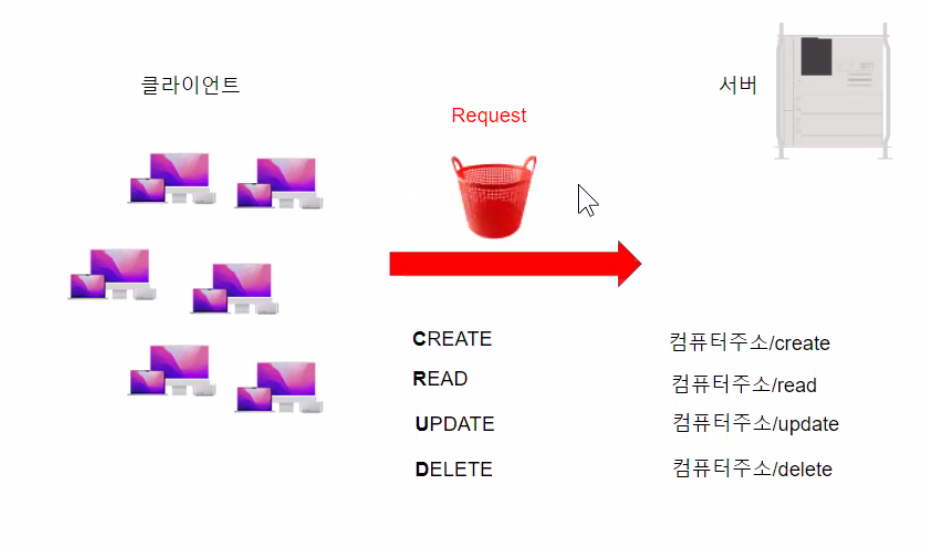 클라이언트
서버
Request
CREATE
컴퓨터주소/create
READ
컴퓨터주소/read
UPDATE
컴퓨터주소/update
DELETE
컴퓨터주소/delete